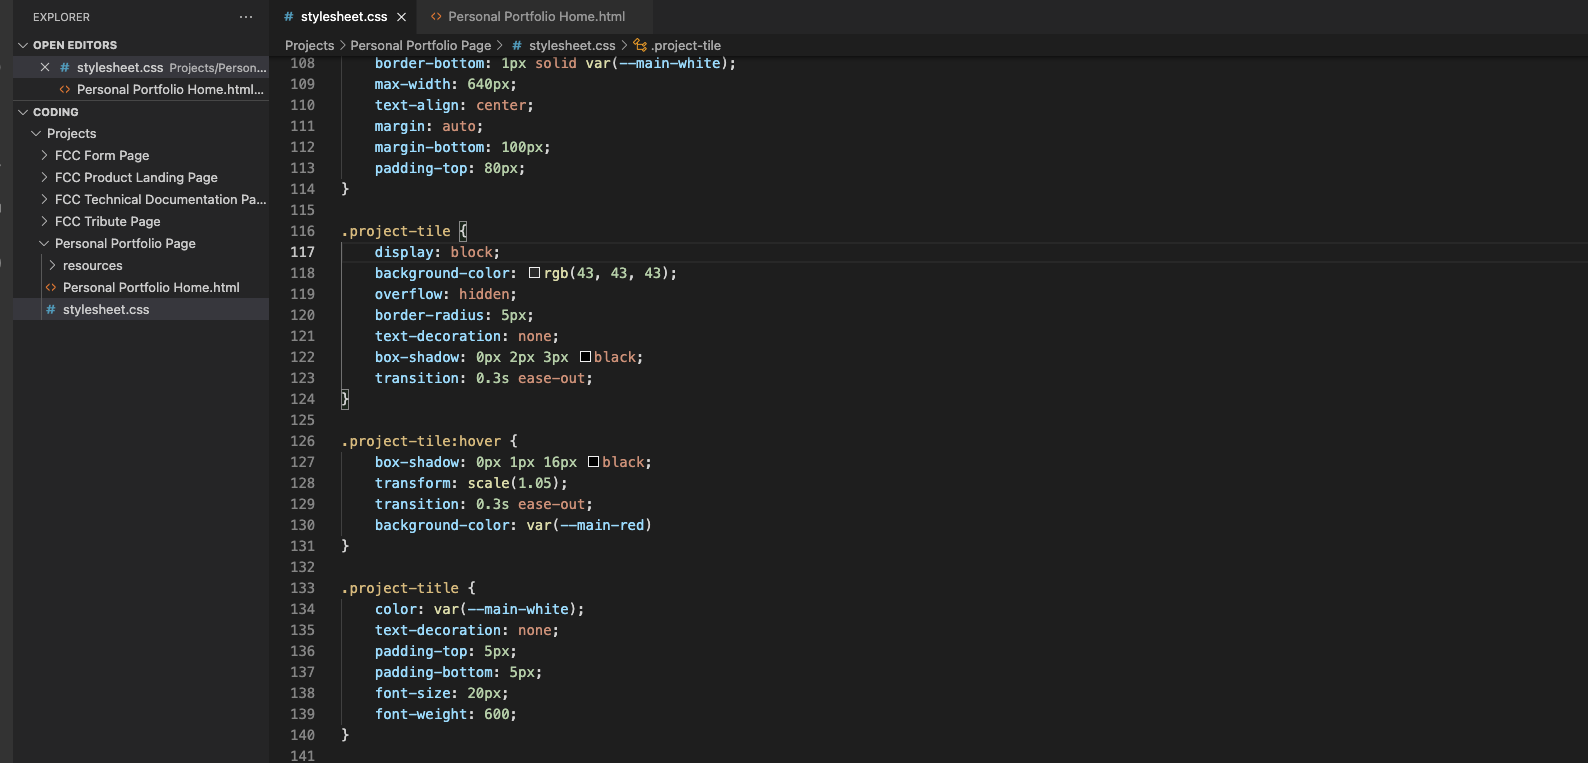 EXPLORER ···
OPEN EDITORS
# stylesheet.css Projects/Person...
<> Personal Portfolio Home.html...
CODING
Projects
FCC Form Page
FCC Product Landing Page
FCC Technical Documentation Pa...
FCC Tribute Page
Personal Portfolio Page
resources
<> Personal Portfolio Home.html
# stylesheet.css
# stylesheet.css
<> Personal Portfolio Home.html
Projects > Personal Portfolio Page > # stylesheet.css > .project-tile
108 border-bottom: 1px solid var(--main-white);
109 max-width: 640px;
110 text-align: center;
111 margin: auto;
112 margin-bottom: 100px;
113 padding-top: 80px;
114 }
115
116 .project-tile {
117 display: block;
118 background-color: rgb(43, 43, 43);
119 overflow: hidden;
120 border-radius: 5px;
121 text-decoration: none;
122 box-shadow: 0px 2px 3px black;
123 transition: 0.3s ease-out;
124 }
125
126 .project-tile:hover {
127 box-shadow: 0px 1px 16px black;
128 transform: scale(1.05);
129 transition: 0.3s ease-out;
130 background-color: var(--main-red)
131 }
132
133 .project-title {
134 color: var(--main-white);
135 text-decoration: none;
136 padding-top: 5px;
137 padding-bottom: 5px;
138 font-size: 20px;
139 font-weight: 600;
140 }
141